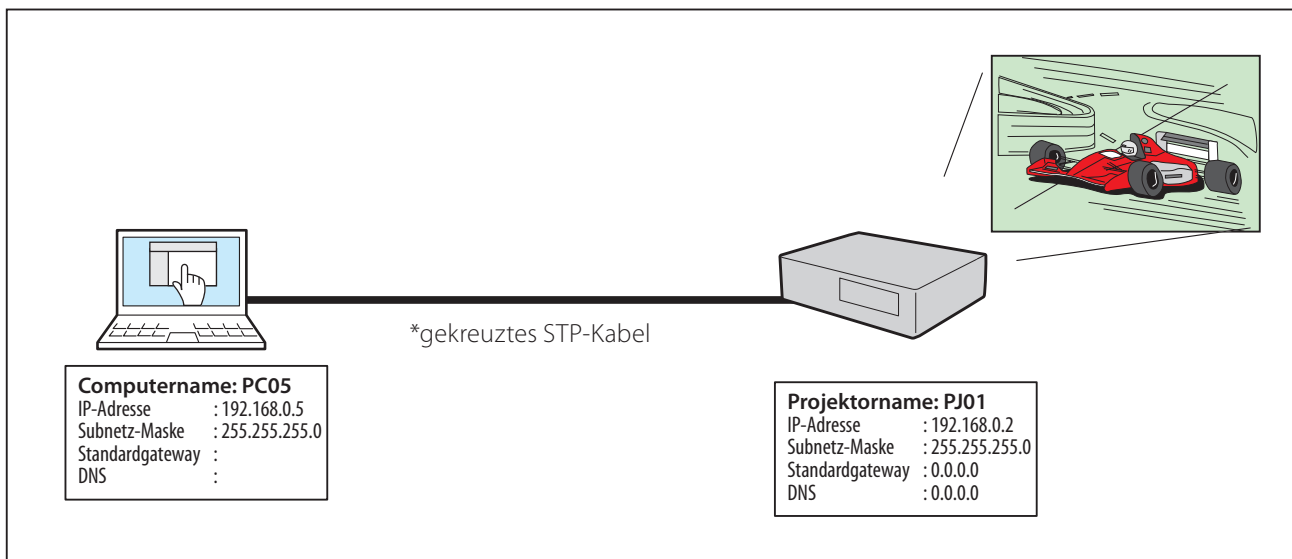 *gekreuztes STP-Kabel
Computername: PC05
IP-Adresse : 192.168.0.5
Subnetz-Maske : 255.255.255.0
Standardgateway :
DNS :
Projektorname: PJ01
IP-Adresse : 192.168.0.2
Subnetz-Maske : 255.255.255.0
Standardgateway : 0.0.0.0
DNS : 0.0.0.0